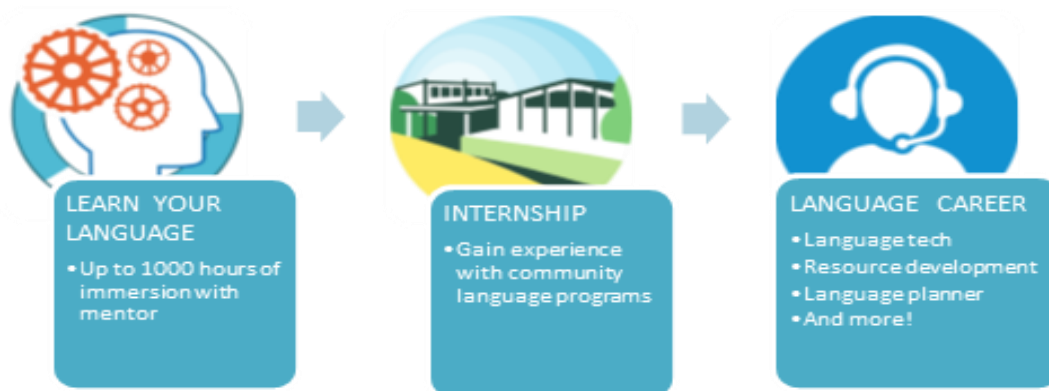 LEARN YOUR
LANGUAGE
•Up to 1000 hours of
immersion with
mentor
INTERNSHIP
•Gain experience
with community
language programs
LANGUAGE CAREER
•Language tech
•Resource development
•Language planner
•And more!